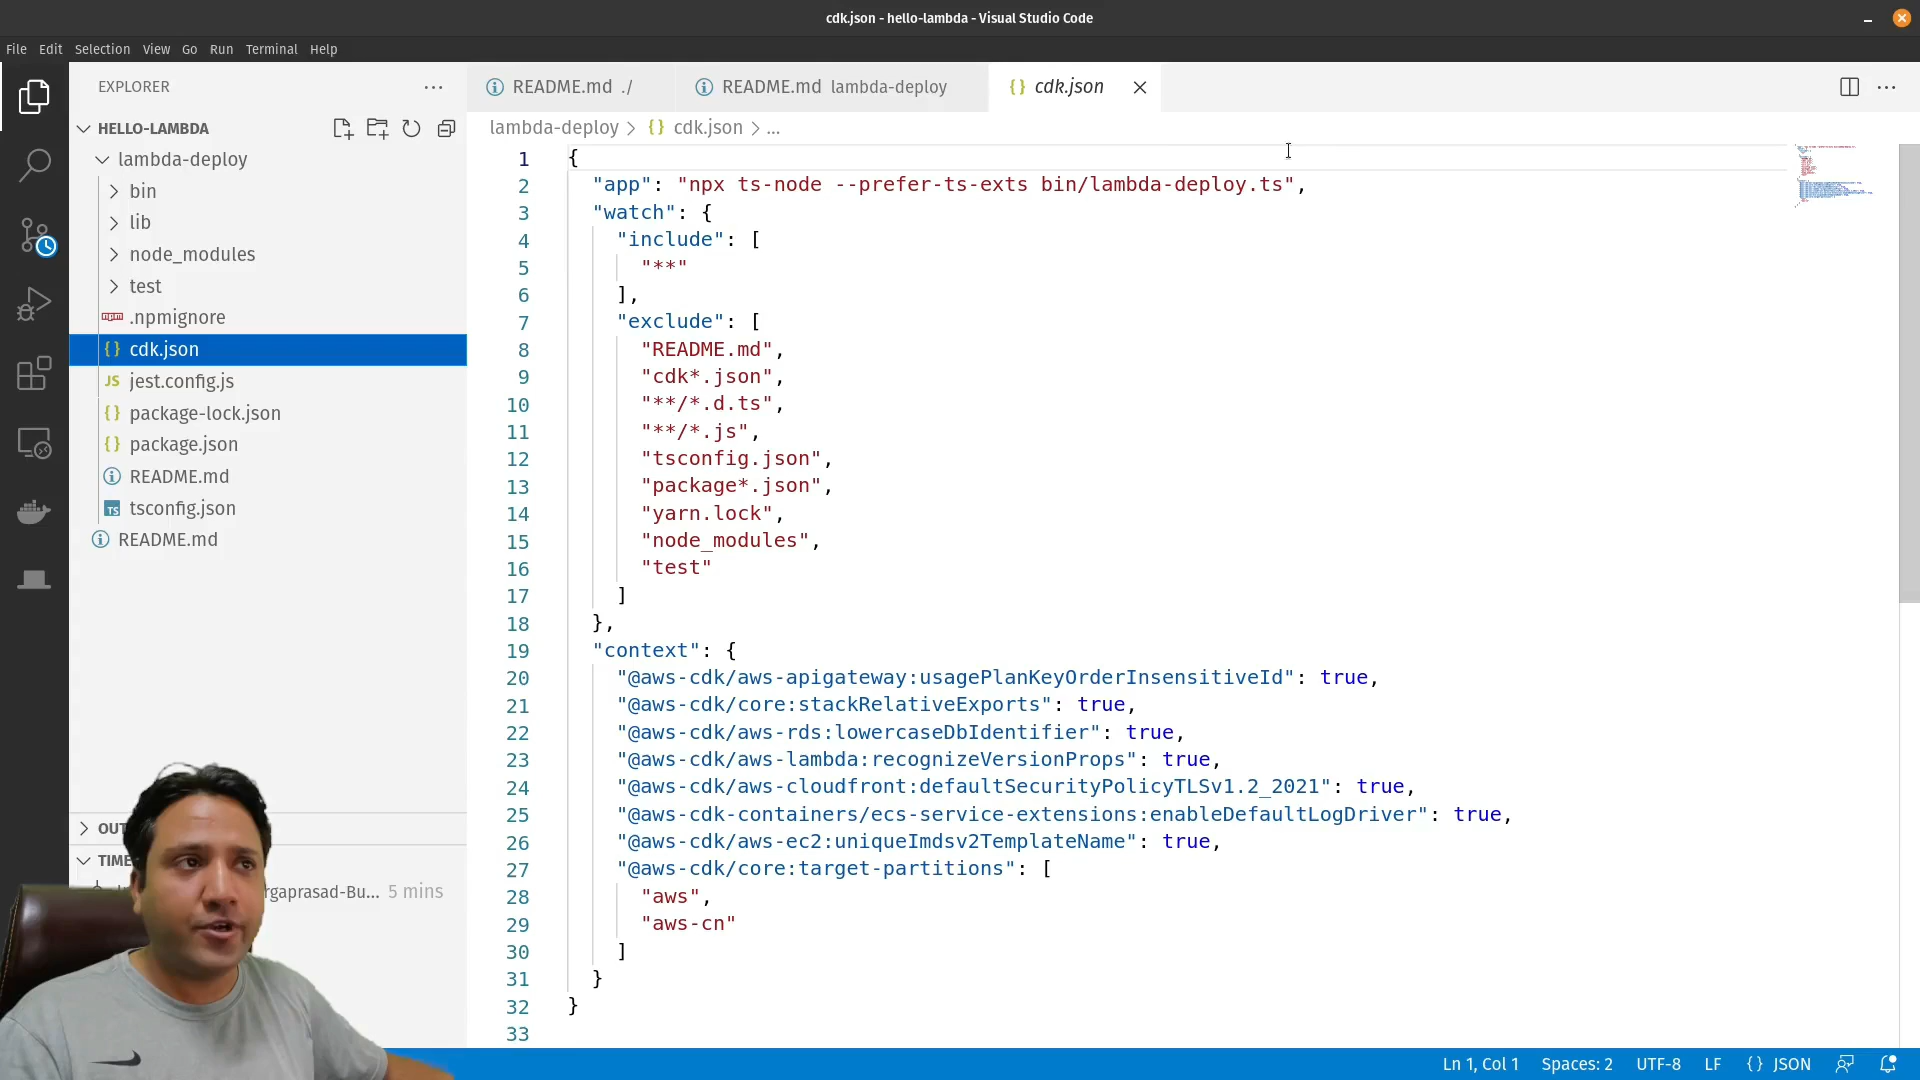 cdk.json - hello-lambda - Visual Studio Code
File Edit Selection View Go Run Terminal Help
EXPLORER
README.md ./
README.md lambda-deploy
cdk.json
HELLO-LAMBDA
lambda-deploy > cdk.json > ...
lambda-deploy
bin
lib
node_modules
test
.npmignore
cdk.json
jest.config.js
package-lock.json
package.json
README.md
tsconfig.json
README.md
OUT
TIME
rgaprasad-Bu... 5 mins
1 {
2 "app": "npx ts-node --prefer-ts-exts bin/lambda-deploy.ts",
3 "watch": {
4 "include": [
5 "**"
6 ],
7 "exclude": [
8 "README.md",
9 "cdk*.json",
10 "**/*.d.ts",
11 "**/*.js",
12 "tsconfig.json",
13 "package*.json",
14 "yarn.lock",
15 "node_modules",
16 "test"
17 ]
18 },
19 "context": {
20 "@aws-cdk/aws-apigateway:usagePlanKeyOrderInsensitiveId": true,
21 "@aws-cdk/core:stackRelativeExports": true,
22 "@aws-cdk/aws-rds:lowercaseDbIdentifier": true,
23 "@aws-cdk/aws-lambda:recognizeVersionProps": true,
24 "@aws-cdk/aws-cloudfront:defaultSecurityPolicyTLSv1.2_2021": true,
25 "@aws-cdk-containers/ecs-service-extensions:enableDefaultLogDriver": true,
26 "@aws-cdk/aws-ec2:uniqueImdsv2TemplateName": true,
27 "@aws-cdk/core:target-partitions": [
28 "aws",
29 "aws-cn"
30 ]
31 }
32 }
33
Ln 1, Col 1 Spaces: 2 UTF-8 LF {} JSON